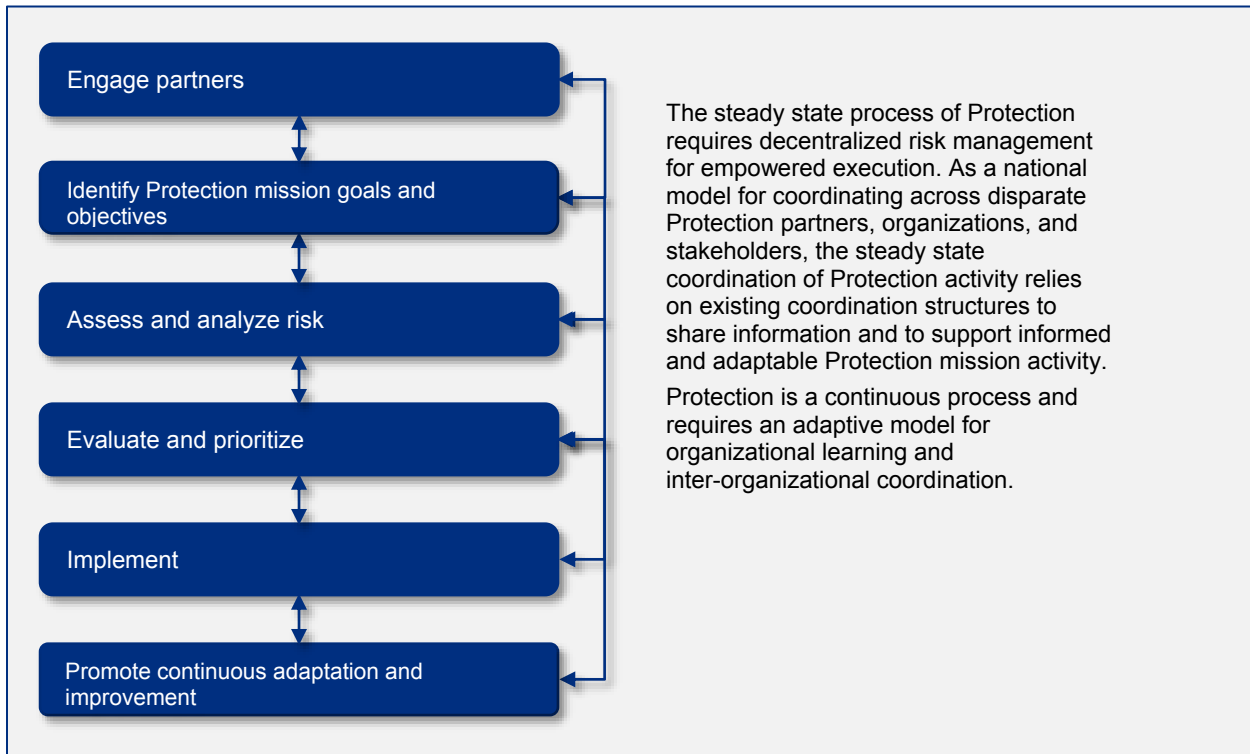 Engage partners
Identify Protection mission goals and
objectives
Assess and analyze risk
Evaluate and prioritize
Implement
Promote continuous adaptation and
improvement
The steady state process of Protection
requires decentralized risk management
for empowered execution. As a national
model for coordinating across disparate
Protection partners, organizations, and
stakeholders, the steady state
coordination of Protection activity relies
on existing coordination structures to
share information and to support informed
and adaptable Protection mission activity.
Protection is a continuous process and
requires an adaptive model for
organizational learning and
inter-organizational coordination.